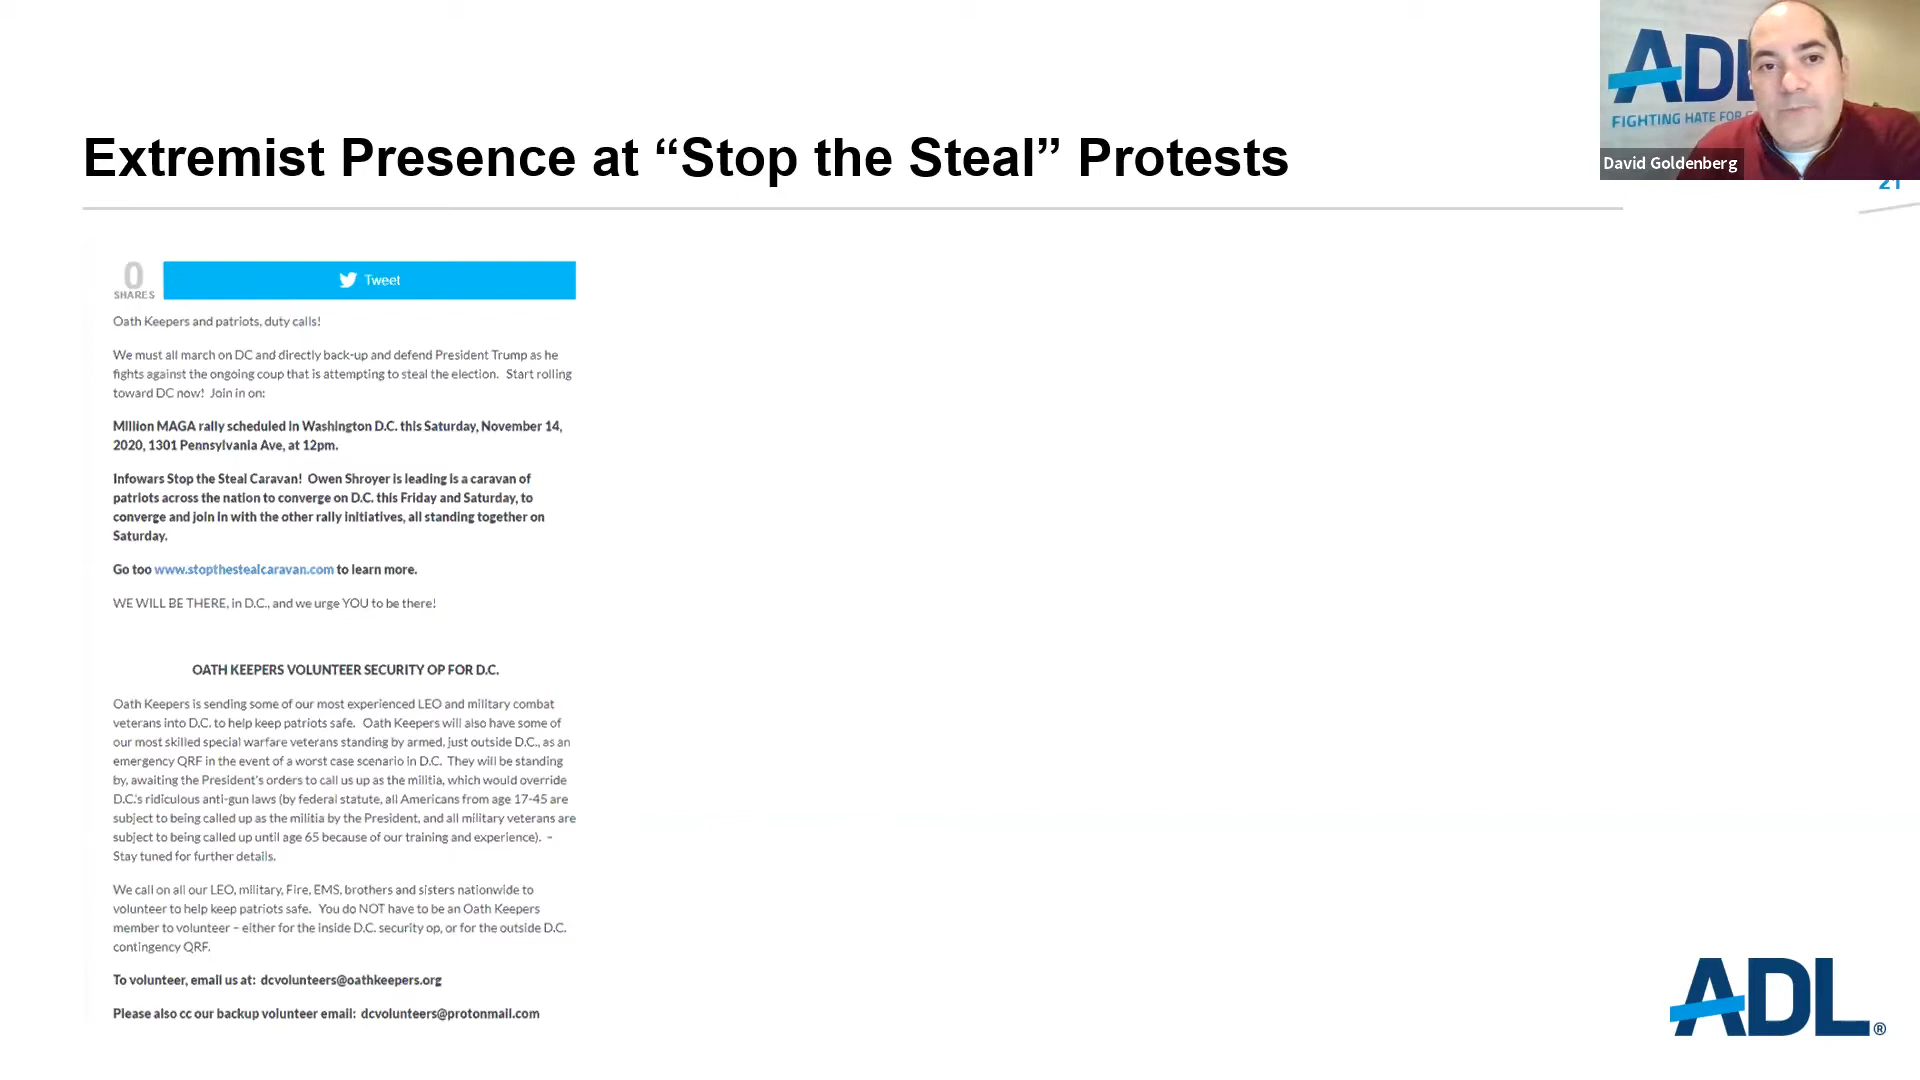 ADL
FIGHTING HATE FOR
David Goldenberg
21
Extremist Presence at “Stop the Steal” Protests
0
SHARES
Tweet
Oath Keepers and patriots, duty calls!
We must all march on DC and directly back-up and defend President Trump as he
fights against the ongoing coup that is attempting to steal the election. Start rolling
toward DC now! Join in on:
Million MAGA rally scheduled in Washington D.C. this Saturday, November 14,
2020, 1301 Pennsylvania Ave, at 12pm.
Infowars Stop the Steal Caravan! Owen Shroyer is leading is a caravan of
patriots across the nation to converge on D.C. this Friday and Saturday, to
converge and join in with the other rally initiatives, all standing together on
Saturday.
Go too www.stopthestealcaravan.com to learn more.
WE WILL BE THERE, in D.C., and we urge YOU to be there!
OATH KEEPERS VOLUNTEER SECURITY OP FOR D.C.
Oath Keepers is sending some of our most experienced LEO and military combat
veterans into D.C. to help keep patriots safe. Oath Keepers will also have some of
our most skilled special warfare veterans standing by armed, just outside D.C., as an
emergency QRF in the event of a worst case scenario in D.C. They will be standing
by, awaiting the President's orders to call us up as the militia, which would override
D.C.'s ridiculous anti-gun laws (by federal statute, all Americans from age 17-45 are
subject to being called up as the militia by the President, and all military veterans are
subject to being called up until age 65 because of our training and experience). –
Stay tuned for further details.
We call on all our LEO, military, Fire, EMS, brothers and sisters nationwide to
volunteer to help keep patriots safe. You do NOT have to be an Oath Keepers
member to volunteer – either for the inside D.C. security op, or for the outside D.C.
contingency QRF.
To volunteer, email us at: dcvolunteers@oathkeepers.org
Please also cc our backup volunteer email: dcvolunteers@protonmail.com
ADL®